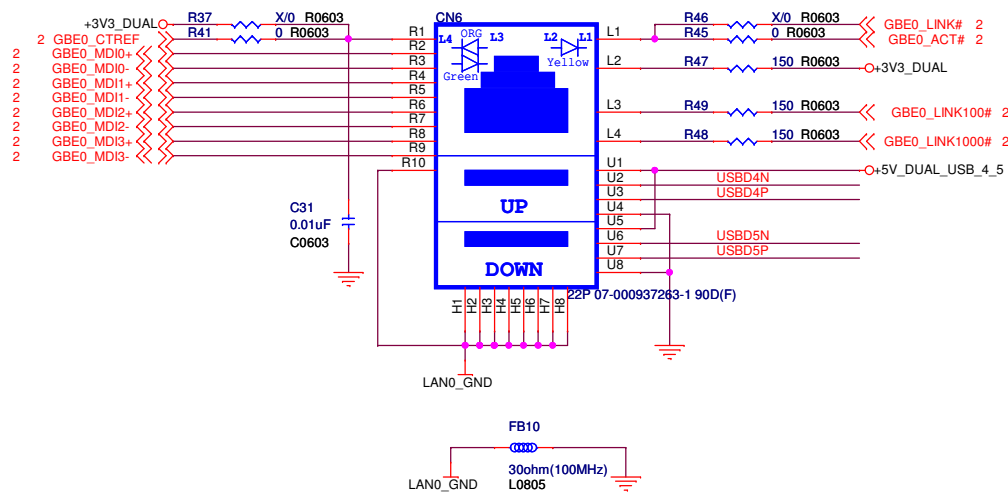 +3V3_DUAL R37 X/0 R0603 CN6 R46 X/0 R0603 GBE0_LINK# 2
2 GBE0_CTREF R41 0 R0603 R1 L4 ORG L3 L2 L1 L1 R45 0 R0603 GBE0_ACT# 2
2 GBE0_MDI0+ R2
2 GBE0_MDI0- R3 Green Yellow L2 R47 150 R0603 +3V3_DUAL
2 GBE0_MDI1+ R4
2 GBE0_MDI1- R5
2 GBE0_MDI2+ R6 L3 R49 150 R0603 GBE0_LINK100# 2
2 GBE0_MDI2- R7
2 GBE0_MDI3+ R8 L4 R48 150 R0603 GBE0_LINK1000# 2
2 GBE0_MDI3- R9
R10 U1 +5V_DUAL_USB_4_5
U2 USBD4N
U3 USBD4P
C31 UP U4
0.01uF U5
C0603 U6 USBD5N
U7 USBD5P
DOWN U8
22P 07-000937263-1 90D(F)
H1 H2 H3 H4 H5 H6 H7 H8
LAN0_GND
FB10
30ohm(100MHz)
LAN0_GND L0805